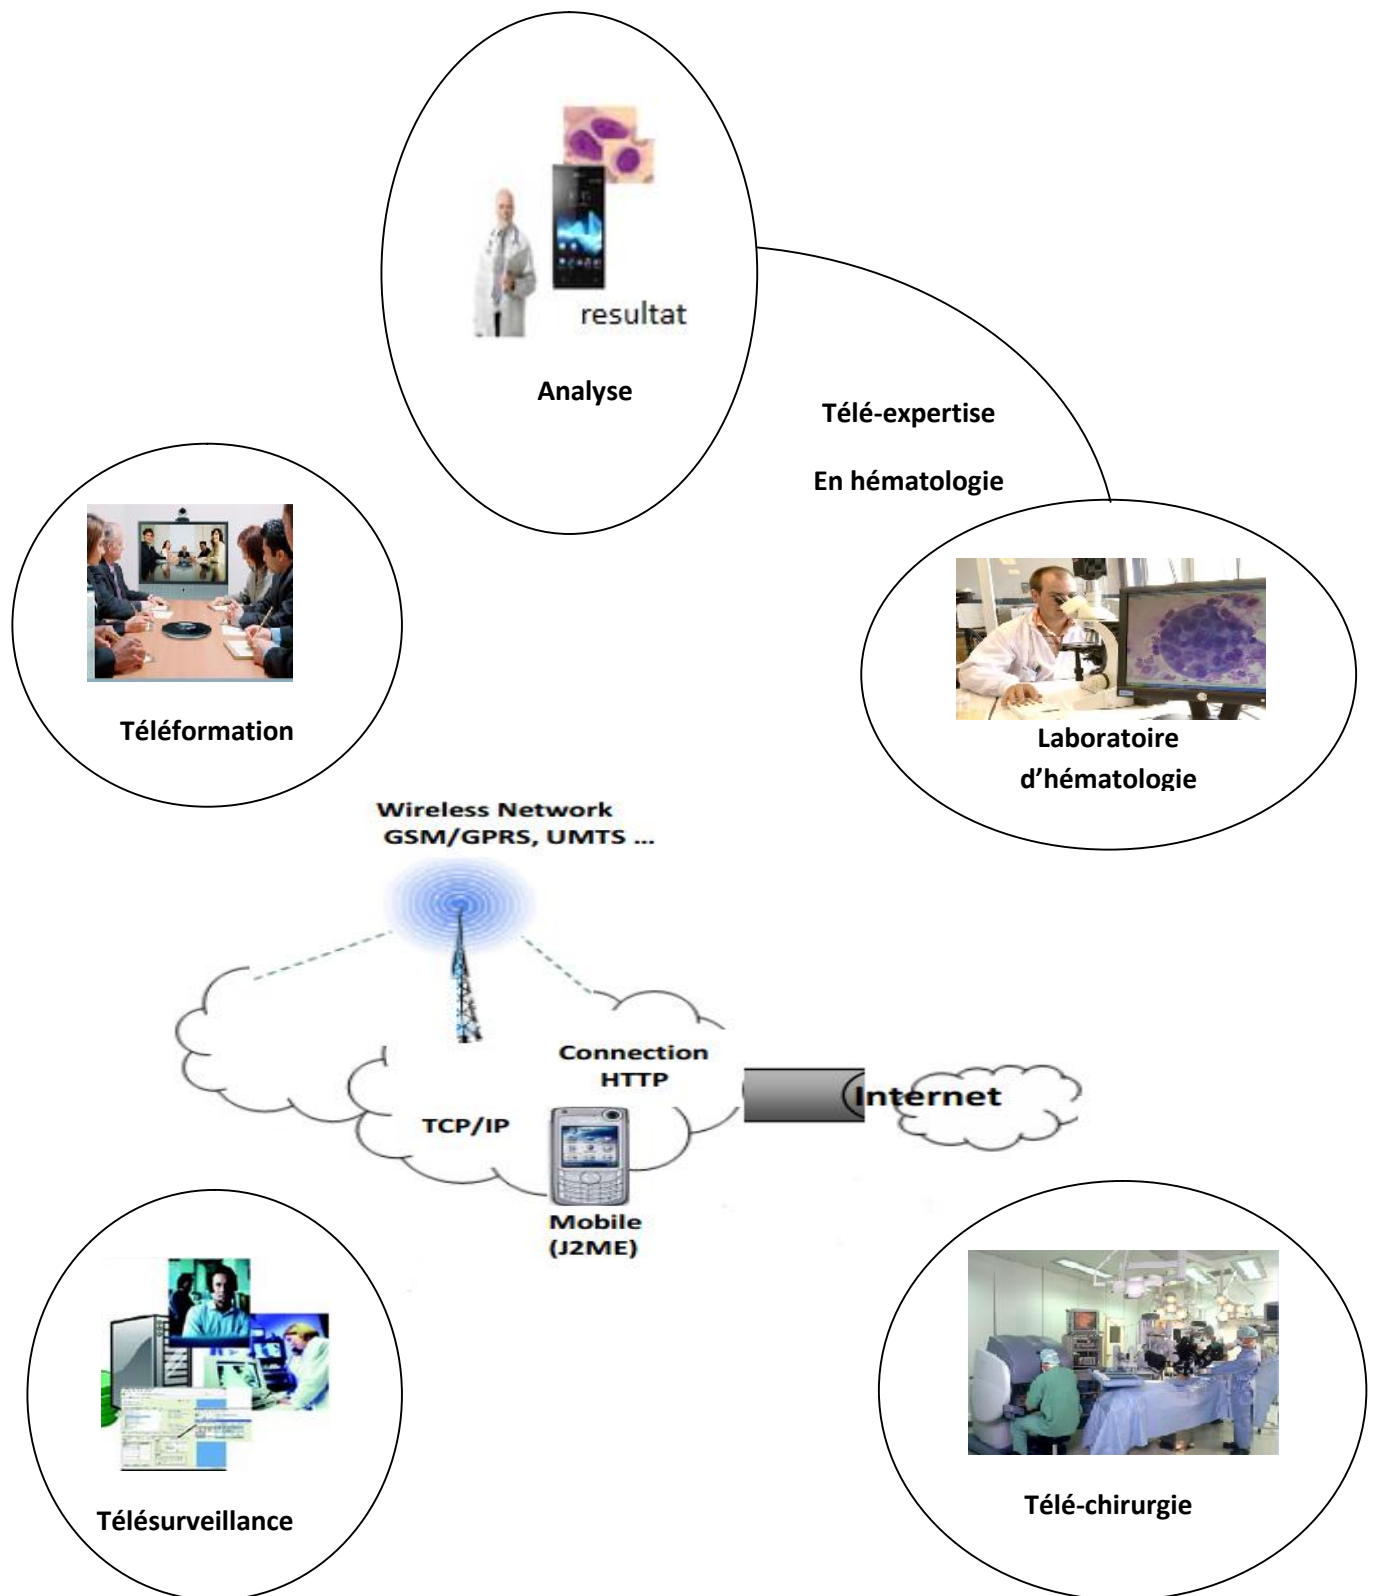 resultat
Analyse
Télé-expertise
En hématologie
Téléformation
Laboratoire
d’hématologie
Wireless Network
GSM/GPRS, UMTS ...
Connection
HTTP
Internet
TCP/IP
Mobile
(J2ME)
Télésurveillance
Télé-chirurgie